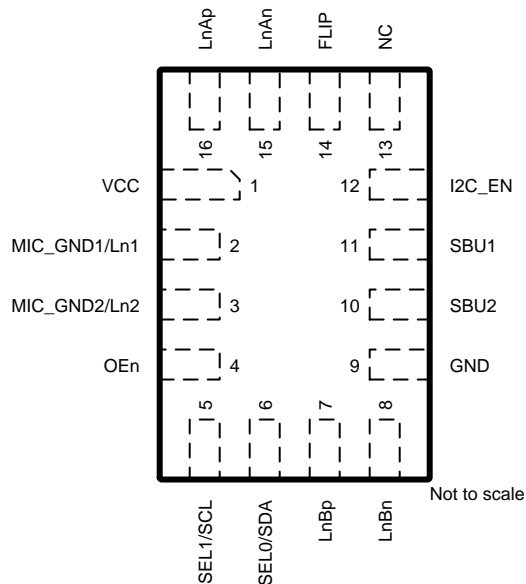 LnAp
LnAn
FLIP
NC
16
15
14
13
VCC
1
12
I2C_EN
MIC_GND1/Ln1
2
11
SBU1
MIC_GND2/Ln2
3
10
SBU2
OEn
4
9
GND
5
6
7
8
SEL1/SCL
SEL0/SDA
LnBp
LnBn
Not to scale